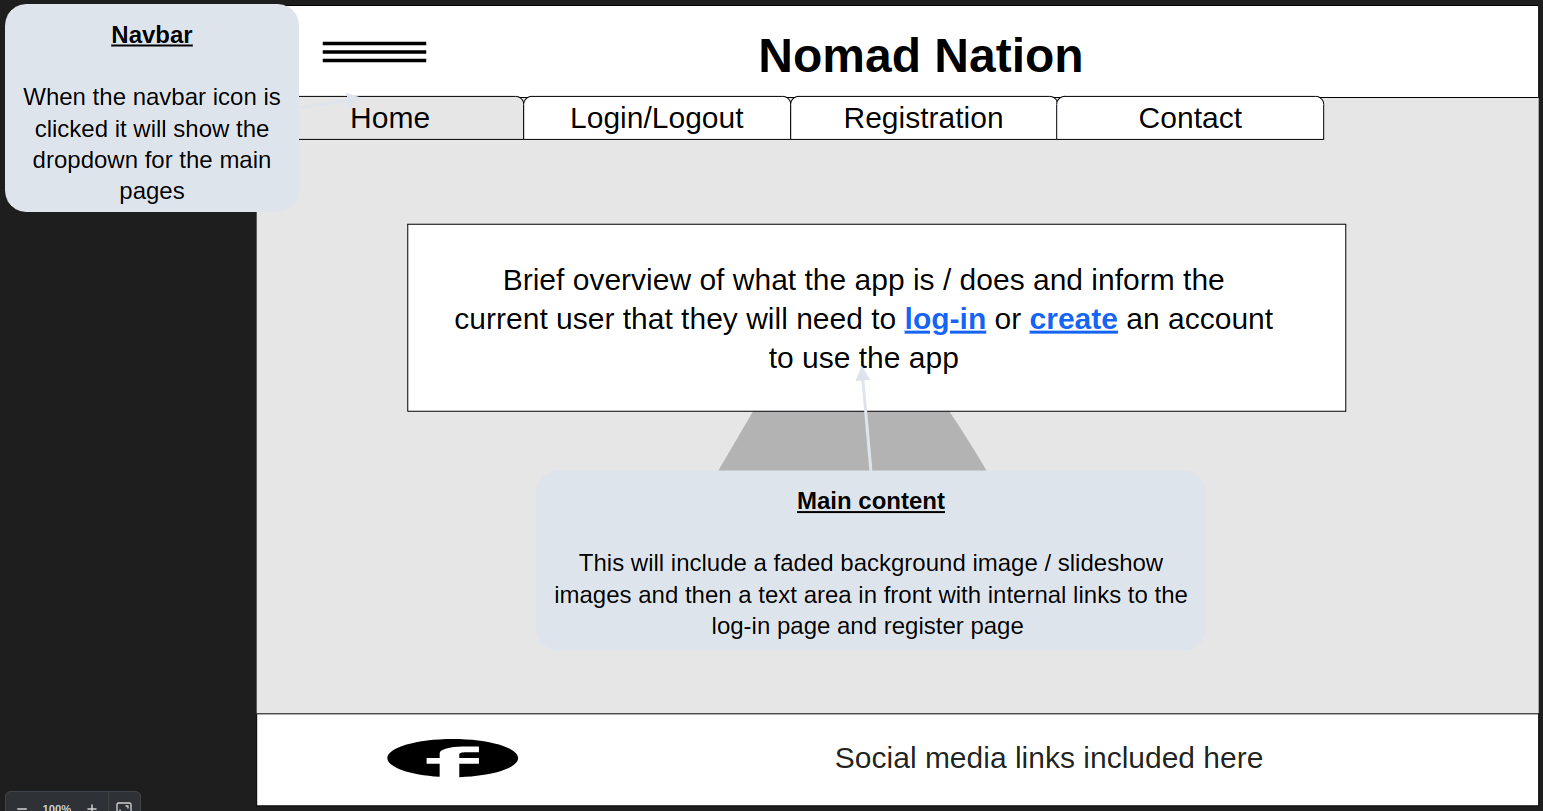 Navbar
When the navbar icon is
clicked it will show the
dropdown for the main
pages
Nomad Nation
Home
Login/Logout
Registration
Contact
Brief overview of what the app is / does and inform the
current user that they will need to log-in or create an account
to use the app
Main content
This will include a faded background image / slideshow
images and then a text area in front with internal links to the
log-in page and register page
f
Social media links included here
100%